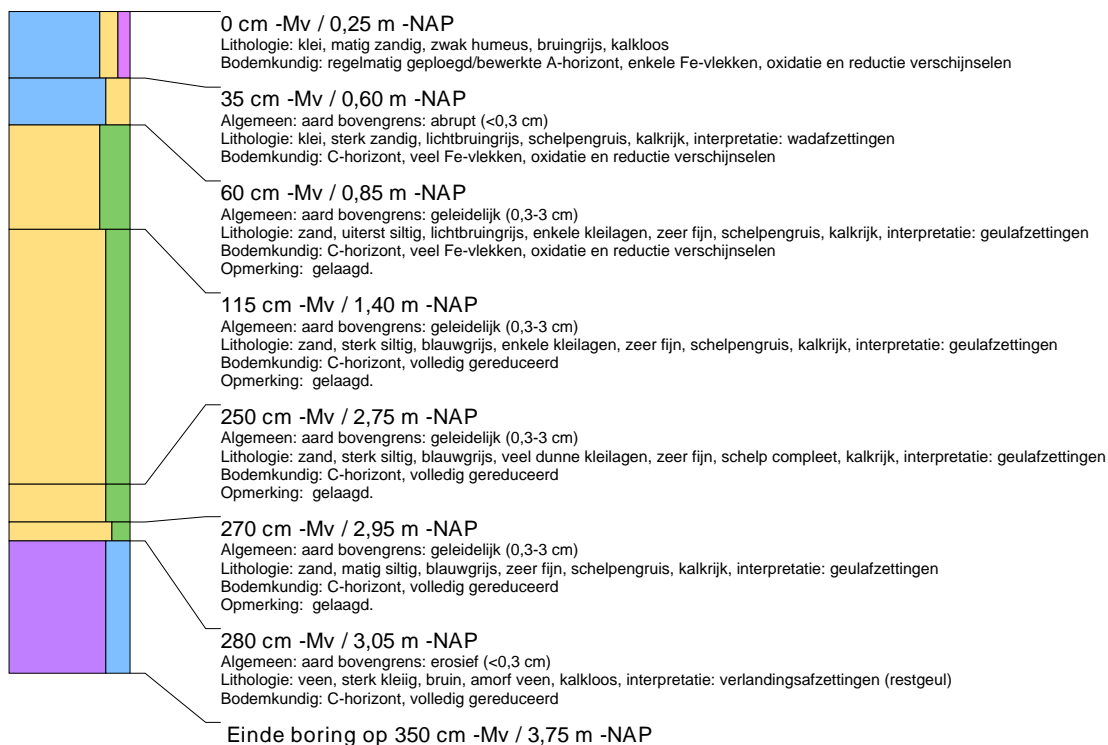 0 cm -Mv / 0,25 m -NAP
Lithologie: klei, matig zandig, zwak humeus, bruingrijs, kalkloos
Bodemkundig: regelmatig geploegd/bewerkte A-horizont, enkele Fe-vlekken, oxidatie en reductie verschijnselen
35 cm -Mv / 0,60 m -NAP
Algemeen: aard bovengrens: abrupt (<0,3 cm)
Lithologie: klei, sterk zandig, lichtbruingrijs, schelpengruis, kalkrijk, interpretatie: wadafzettingen
Bodemkundig: C-horizont, veel Fe-vlekken, oxidatie en reductie verschijnselen
60 cm -Mv / 0,85 m -NAP
Algemeen: aard bovengrens: geleidelijk (0,3-3 cm)
Lithologie: zand, uiterst siltig, lichtbruingrijs, enkele kleilagen, zeer fijn, schelpengruis, kalkrijk, interpretatie: geulafzettingen
Bodemkundig: C-horizont, veel Fe-vlekken, oxidatie en reductie verschijnselen
Opmerking: gelaagd.
115 cm -Mv / 1,40 m -NAP
Algemeen: aard bovengrens: geleidelijk (0,3-3 cm)
Lithologie: zand, sterk siltig, blauwgrijs, enkele kleilagen, zeer fijn, schelpengruis, kalkrijk, interpretatie: geulafzettingen
Bodemkundig: C-horizont, volledig gereduceerd
Opmerking: gelaagd.
250 cm -Mv / 2,75 m -NAP
Algemeen: aard bovengrens: geleidelijk (0,3-3 cm)
Lithologie: zand, sterk siltig, blauwgrijs, veel dunne kleilagen, zeer fijn, schelp compleet, kalkrijk, interpretatie: geulafzettingen
Bodemkundig: C-horizont, volledig gereduceerd
Opmerking: gelaagd.
270 cm -Mv / 2,95 m -NAP
Algemeen: aard bovengrens: geleidelijk (0,3-3 cm)
Lithologie: zand, matig siltig, blauwgrijs, zeer fijn, schelpengruis, kalkrijk, interpretatie: geulafzettingen
Bodemkundig: C-horizont, volledig gereduceerd
Opmerking: gelaagd.
280 cm -Mv / 3,05 m -NAP
Algemeen: aard bovengrens: erosief (<0,3 cm)
Lithologie: veen, sterk kleiig, bruin, amorf veen, kalkloos, interpretatie: verlandingsafzettingen (restgeul)
Bodemkundig: C-horizont, volledig gereduceerd
Einde boring op 350 cm -Mv / 3,75 m -NAP